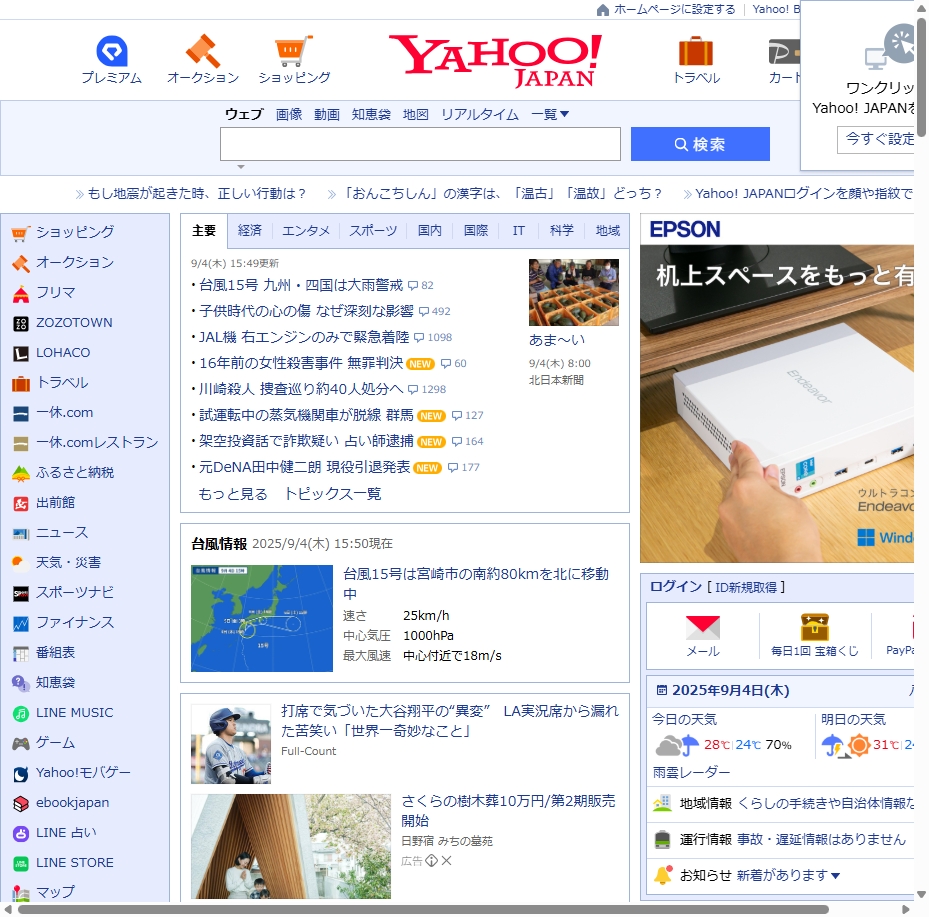 ホームページに設定する
Yahoo! B
プレミアム
オークション
ショッピング
YAHOO!
JAPAN
トラベル
カート
ワンクリッ
Yahoo! JAPANを
今すぐ設定
ウェブ 画像 動画 知恵袋 地図 リアルタイム 一覧▼
検索
もし地震が起きた時、正しい行動は？
「おんこちしん」の漢字は、「温古」「温故」どっち？
Yahoo! JAPANログインを顔や指紋で
ショッピング
オークション
フリマ
ZOZOTOWN
LOHACO
トラベル
一休.com
一休.comレストラン
ふるさと納税
出前館
ニュース
天気・災害
スポーツナビ
ファイナンス
番組表
知恵袋
LINE MUSIC
ゲーム
Yahoo!モバゲー
ebookjapan
LINE 占い
LINE STORE
マップ
主要 経済 エンタメ スポーツ 国内 国際 IT 科学 地域
9/4(木) 15:49更新
・台風15号 九州・四国は大雨警戒 82
・子供時代の心の傷 なぜ深刻な影響 492
・JAL機 右エンジンのみで緊急着陸 1098
・16年前の女性殺害事件 無罪判決 NEW 60
・川崎殺人 捜査巡り約40人処分へ 1298
・試運転中の蒸気機関車が脱線 群馬 NEW 127
・架空投資話で詐欺疑い 占い師逮捕 NEW 164
・元DeNA田中健二朗 現役引退発表 NEW 177
もっと見る トピックス一覧
あま〜い
9/4(木) 8:00
北日本新聞
台風情報 2025/9/4(木) 15:50現在
台風15号は宮崎市の南約80kmを北に移動
中
速さ 25km/h
中心気圧 1000hPa
最大風速 中心付近で18m/s
打席で気づいた大谷翔平の“異変” LA実況席から漏れ
た苦笑い「世界一奇妙なこと」
Full-Count
さくらの樹木葬10万円/第2期販売
開始
日野宿 みちの墓苑
広告
EPSON
机上スペースをもっと有
Endeavor
ウルトラコン
Endeavo
Wind
ログイン [ ID新規取得 ]
メール
毎日1回 宝箱くじ
PayPa
2025年9月4日(木)
今日の天気
28℃ 24℃ 70%
明日の天気
31℃ 2
雨雲レーダー
地域情報 くらしの手続きや自治体情報な
運行情報 事故・遅延情報はありません
お知らせ 新着があります▼